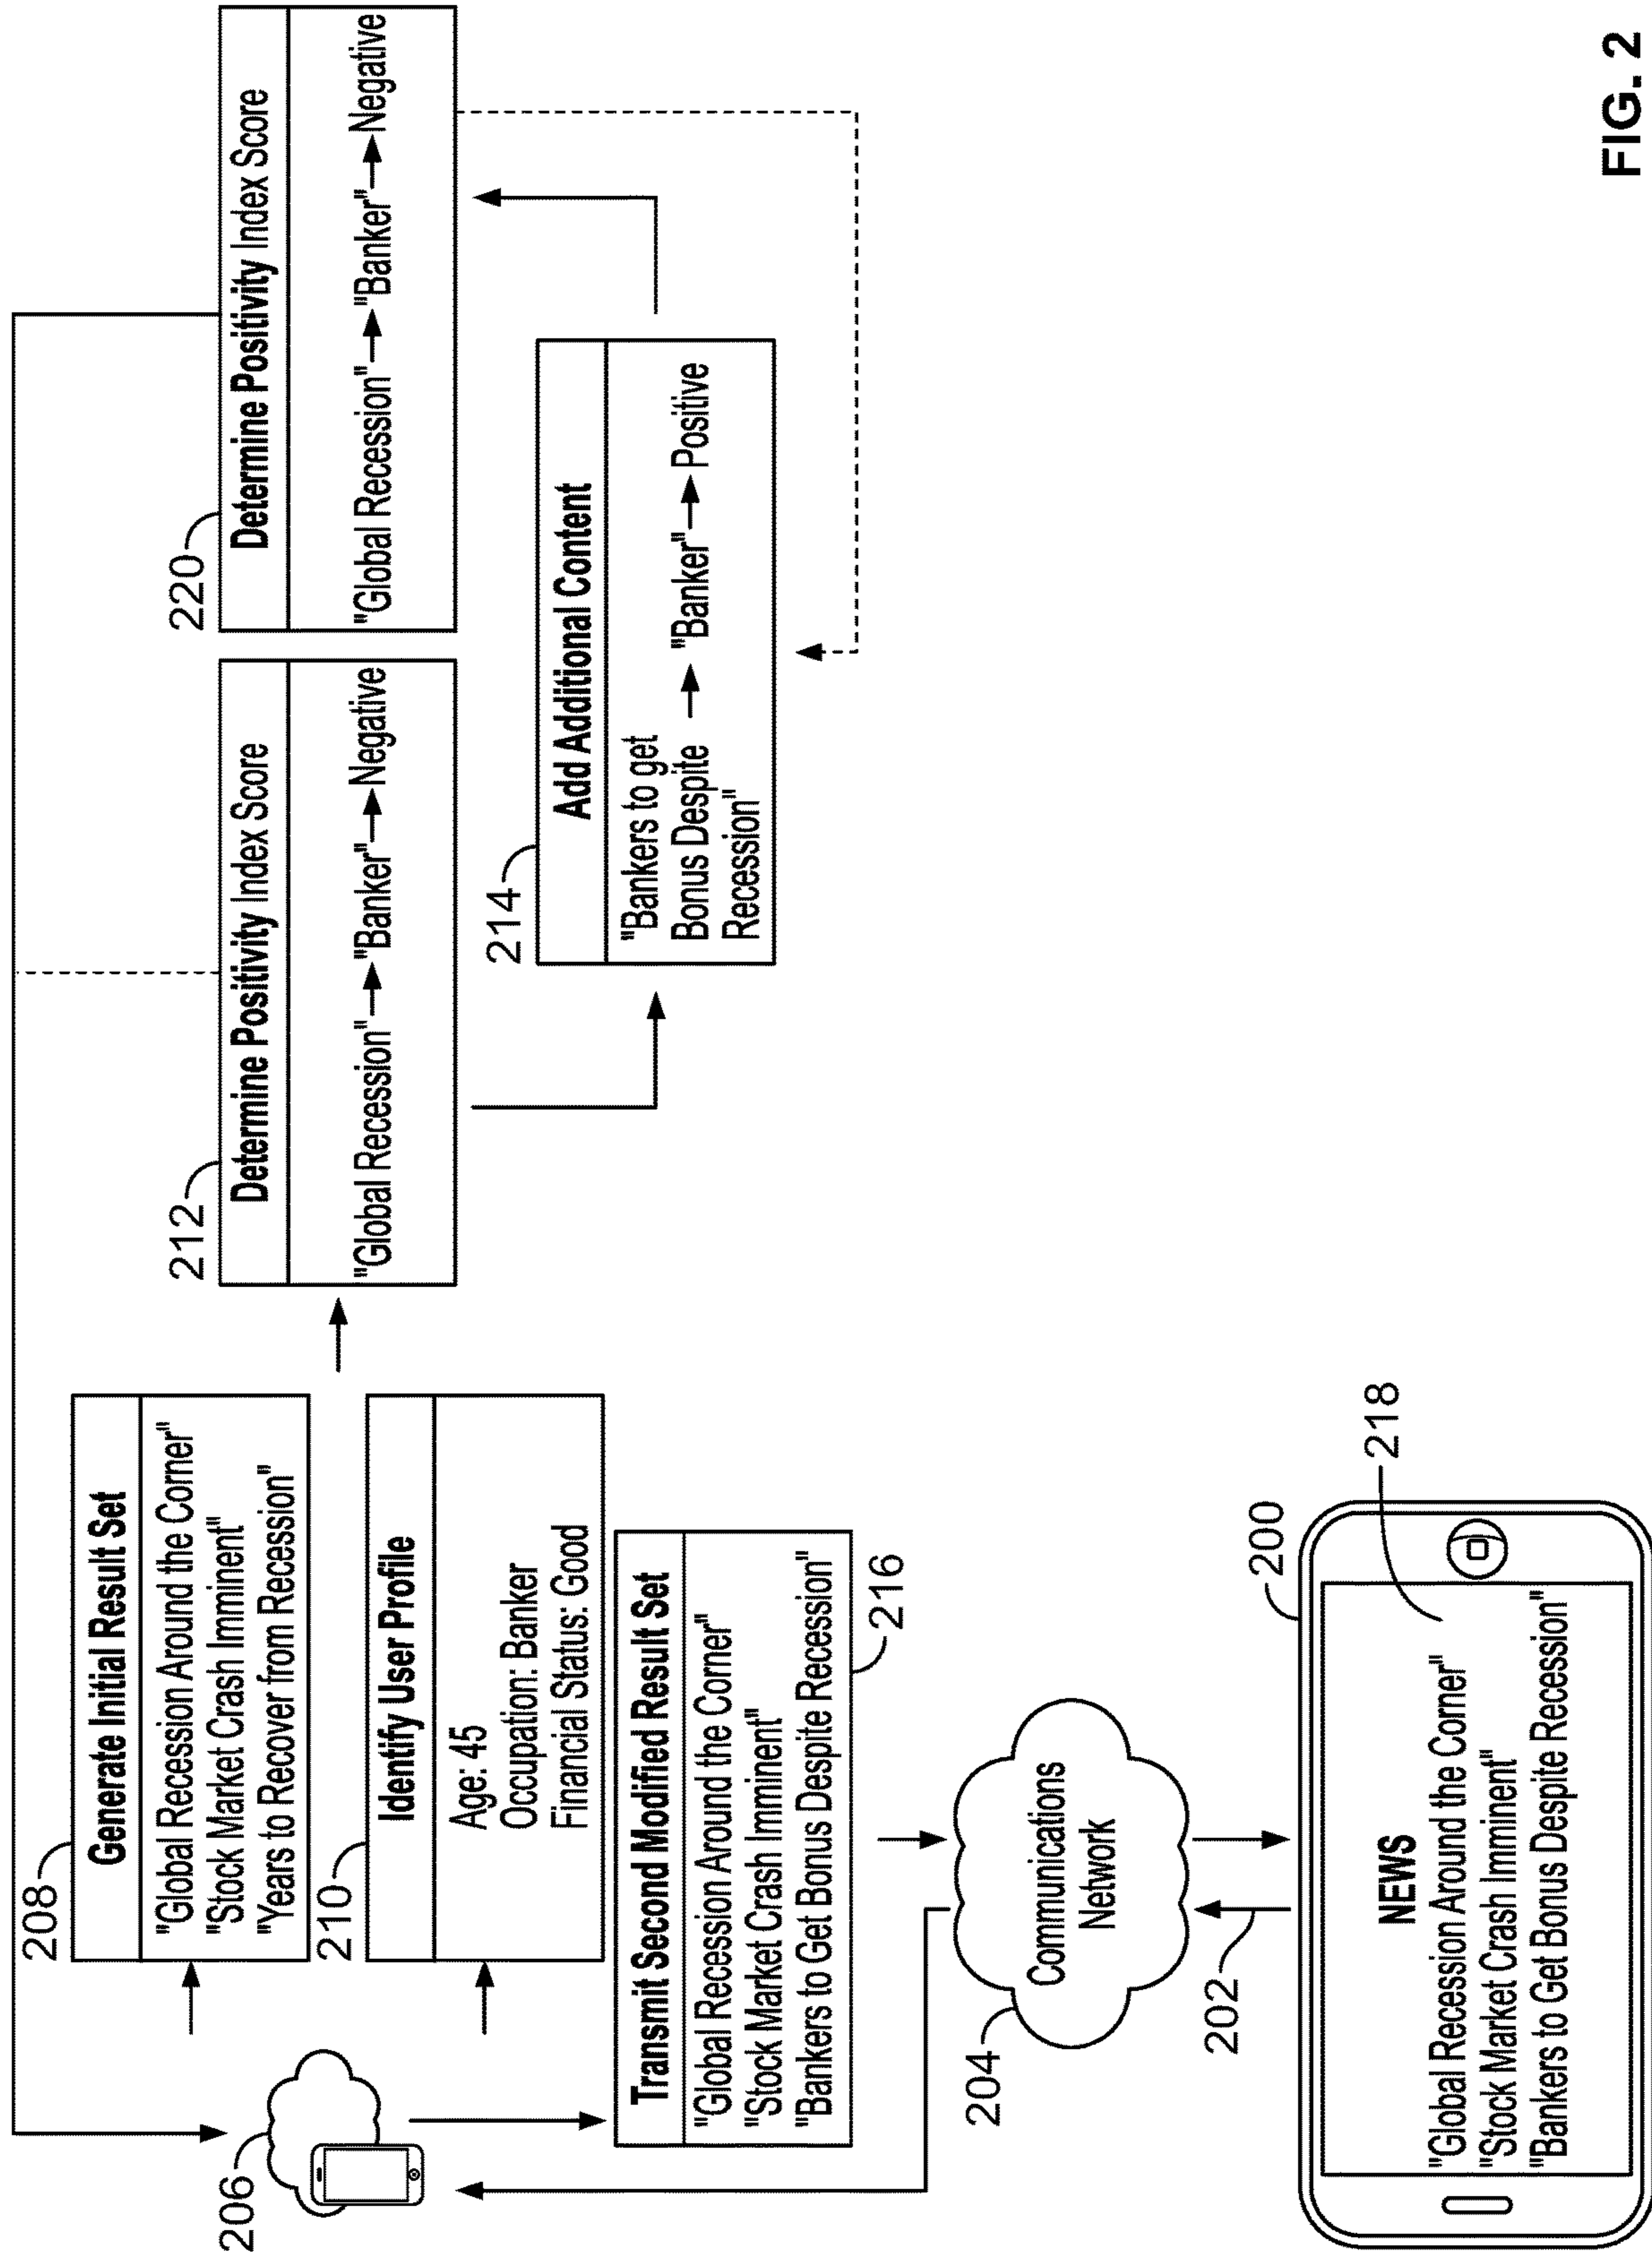 208
Generate Initial Result Set
"Global Recession Around the Corner"
"Stock Market Crash Imminent"
"Years to Recover from Recession"
206
210
Identify User Profile
Age: 45
Occupation: Banker
Financial Status: Good
212
Determine Positivity Index Score
"Global Recession" "Banker" Negative
220
Determine Positivity Index Score
"Global Recession" "Banker" Negative
214
Add Additional Content
"Bankers to get
Bonus Despite "Banker" Positive
Recession"
Transmit Second Modified Result Set
"Global Recession Around the Corner"
"Stock Market Crash Imminent"
"Bankers to Get Bonus Despite Recession"
216
204
Communications
Network
202
200
NEWS
"Global Recession Around the Corner"
"Stock Market Crash Imminent"
"Bankers to Get Bonus Despite Recession"
218
FIG. 2